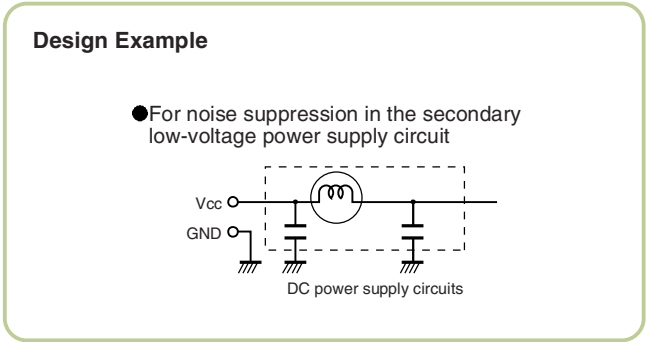 Design Example
●For noise suppression in the secondary
low-voltage power supply circuit
Vcc
GND
DC power supply circuits